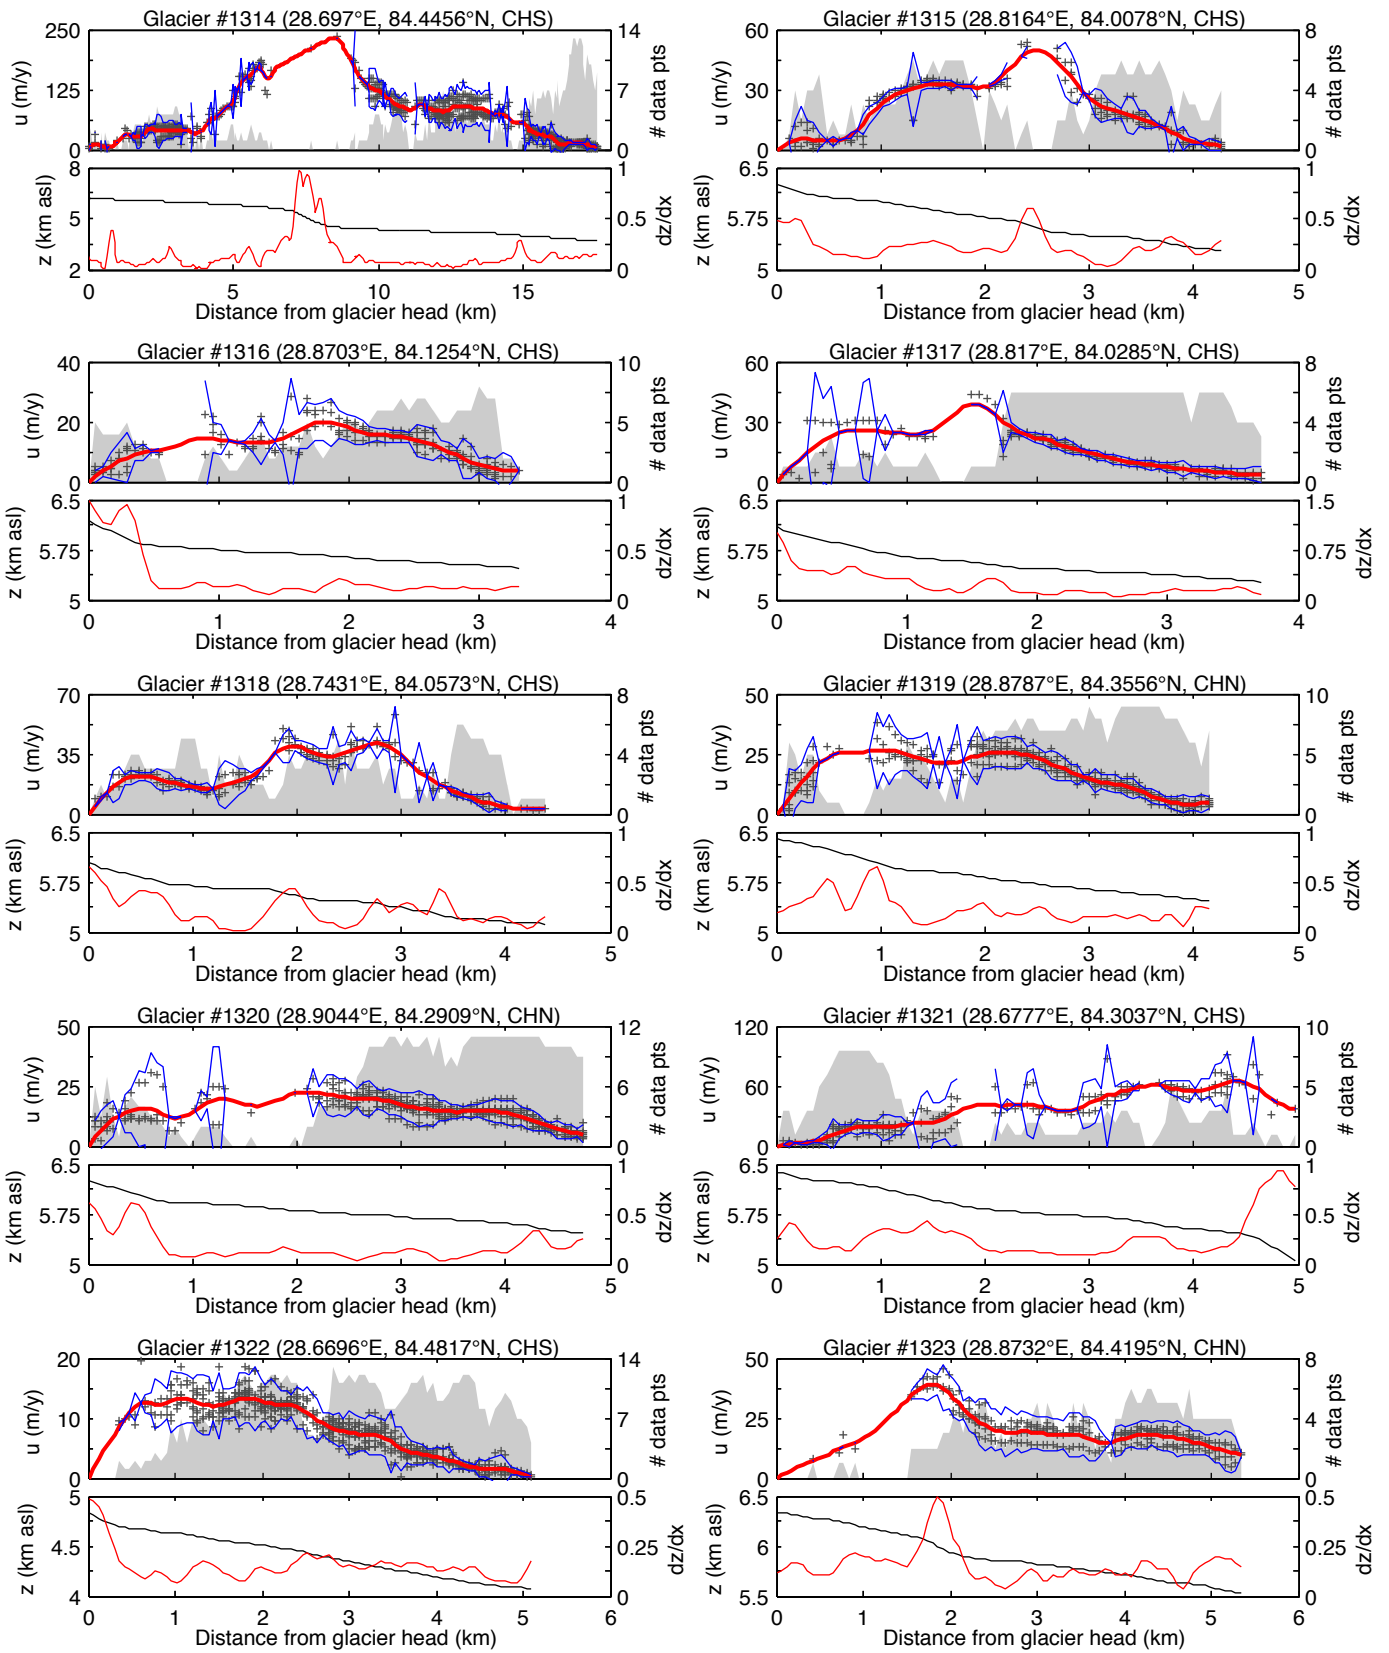 Glacier #1314 (28.697°E, 84.4456°N, CHS)
250
125
0
u (m/y)
14
7
0
# data pts
8
5
2
z (km asl)
1
0.5
0
dz/dx
0 5 10 15
Distance from glacier head (km)
Glacier #1315 (28.8164°E, 84.0078°N, CHS)
60
30
0
u (m/y)
8
4
0
# data pts
6.5
5.75
5
z (km asl)
1
0.5
0
dz/dx
0 1 2 3 4 5
Distance from glacier head (km)
Glacier #1316 (28.8703°E, 84.1254°N, CHS)
40
20
0
u (m/y)
10
5
0
# data pts
6.5
5.75
5
z (km asl)
1
0.5
0
dz/dx
0 1 2 3 4
Distance from glacier head (km)
Glacier #1317 (28.817°E, 84.0285°N, CHS)
60
30
0
u (m/y)
8
4
0
# data pts
6.5
5.75
5
z (km asl)
1.5
0.75
0
dz/dx
0 1 2 3 4
Distance from glacier head (km)
Glacier #1318 (28.7431°E, 84.0573°N, CHS)
70
35
0
u (m/y)
8
4
0
# data pts
6.5
5.75
5
z (km asl)
1
0.5
0
dz/dx
0 1 2 3 4 5
Distance from glacier head (km)
Glacier #1319 (28.8787°E, 84.3556°N, CHN)
50
25
0
u (m/y)
10
5
0
# data pts
6.5
5.75
5
z (km asl)
1
0.5
0
dz/dx
0 1 2 3 4 5
Distance from glacier head (km)
Glacier #1320 (28.9044°E, 84.2909°N, CHN)
50
25
0
u (m/y)
12
6
0
# data pts
6.5
5.75
5
z (km asl)
1
0.5
0
dz/dx
0 1 2 3 4 5
Distance from glacier head (km)
Glacier #1321 (28.6777°E, 84.3037°N, CHS)
120
60
0
u (m/y)
10
5
0
# data pts
6.5
5.75
5
z (km asl)
1
0.5
0
dz/dx
0 1 2 3 4 5
Distance from glacier head (km)
Glacier #1322 (28.6696°E, 84.4817°N, CHS)
20
10
0
u (m/y)
14
7
0
# data pts
5
4.5
4
z (km asl)
0.5
0.25
0
dz/dx
0 1 2 3 4 5 6
Distance from glacier head (km)
Glacier #1323 (28.8732°E, 84.4195°N, CHN)
50
25
0
u (m/y)
8
4
0
# data pts
6.5
6
5.5
z (km asl)
0.5
0.25
0
dz/dx
0 1 2 3 4 5 6
Distance from glacier head (km)